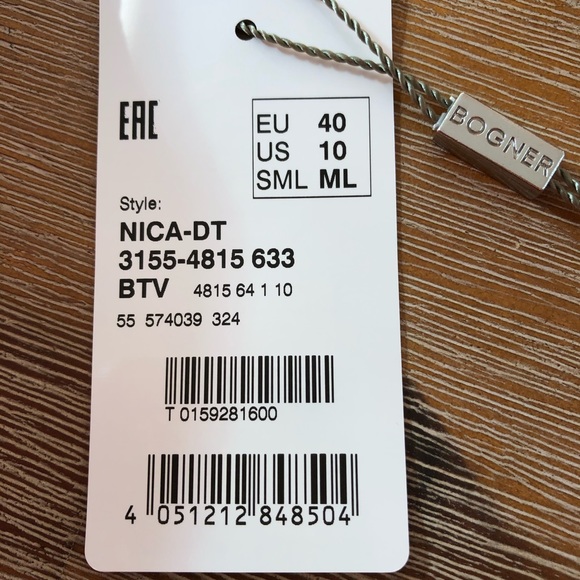 EAC
EU 40
US 10
SML ML
BOGNER
Style:
NICA-DT
3155-4815 633
BTV 4815 64 1 10
55 574039 324
T 0159281600
4 051212 848504